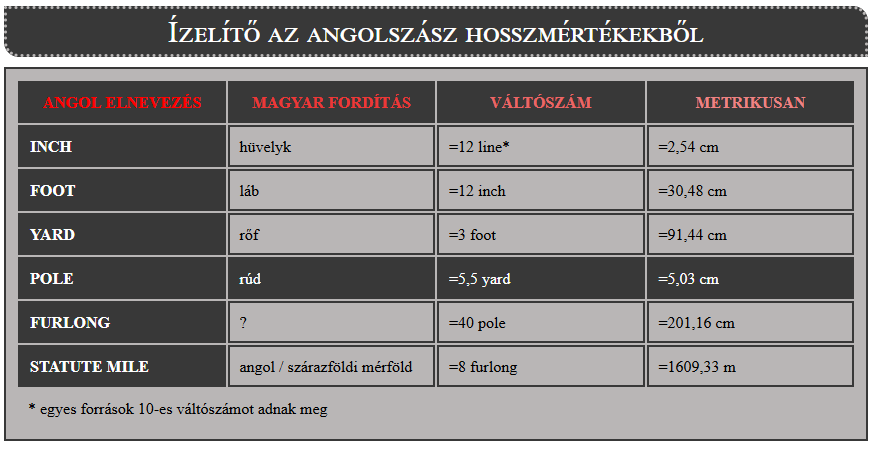 Ízelítő az angolszász hosszmértékekből
ANGOL ELNEVEZÉS MAGYAR FORDÍTÁS VÁLTÓSZÁM METRIKUSAN
INCH hüvelyk =12 line* =2,54 cm
FOOT láb =12 inch =30,48 cm
YARD rőf =3 foot =91,44 cm
POLE rúd =5,5 yard =5,03 cm
FURLONG ? =40 pole =201,16 cm
STATUTE MILE angol / szárazföldi mérföld =8 furlong =1609,33 m
* egyes források 10-es váltószámot adnak meg